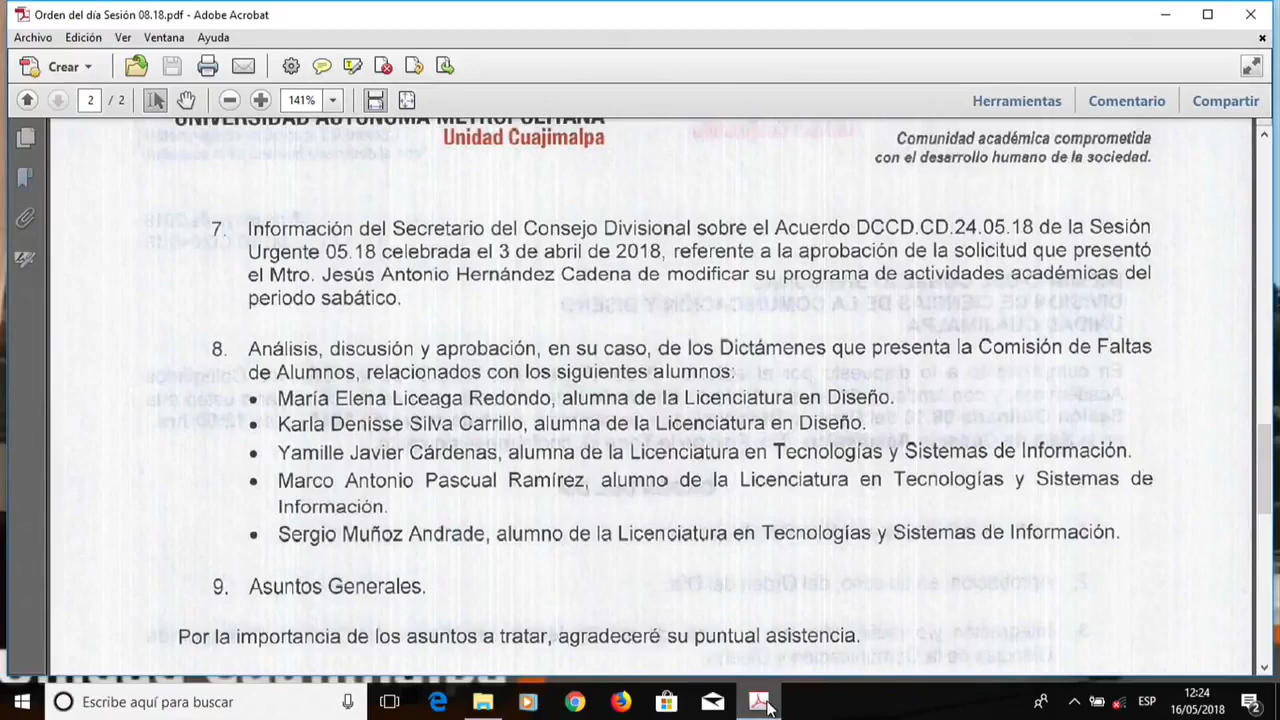 Orden del día Sesión 08.18.pdf - Adobe Acrobat
Archivo Edición Ver Ventana Ayuda
Crear
2 / 2 141% Herramientas Comentario Compartir
UNIVERSIDAD AUTÓNOMA METROPOLITANA
Unidad Cuajimalpa
Comunidad académica comprometida
con el desarrollo humano de la sociedad.
7. Información del Secretario del Consejo Divisional sobre el Acuerdo DCCD.CD.24.05.18 de la Sesión
Urgente 05.18 celebrada el 3 de abril de 2018, referente a la aprobación de la solicitud que presentó
el Mtro. Jesús Antonio Hernández Cadena de modificar su programa de actividades académicas del
periodo sabático.
8. Análisis, discusión y aprobación, en su caso, de los Dictámenes que presenta la Comisión de Faltas
de Alumnos, relacionados con los siguientes alumnos:
• María Elena Liceaga Redondo, alumna de la Licenciatura en Diseño.
• Karla Denisse Silva Carrillo, alumna de la Licenciatura en Diseño.
• Yamille Javier Cárdenas, alumna de la Licenciatura en Tecnologías y Sistemas de Información.
• Marco Antonio Pascual Ramírez, alumno de la Licenciatura en Tecnologías y Sistemas de
Información.
• Sergio Muñoz Andrade, alumno de la Licenciatura en Tecnologías y Sistemas de Información.
9. Asuntos Generales.
Por la importancia de los asuntos a tratar, agradeceré su puntual asistencia.
Escribe aquí para buscar
ESP
12:24
16/05/2018
2